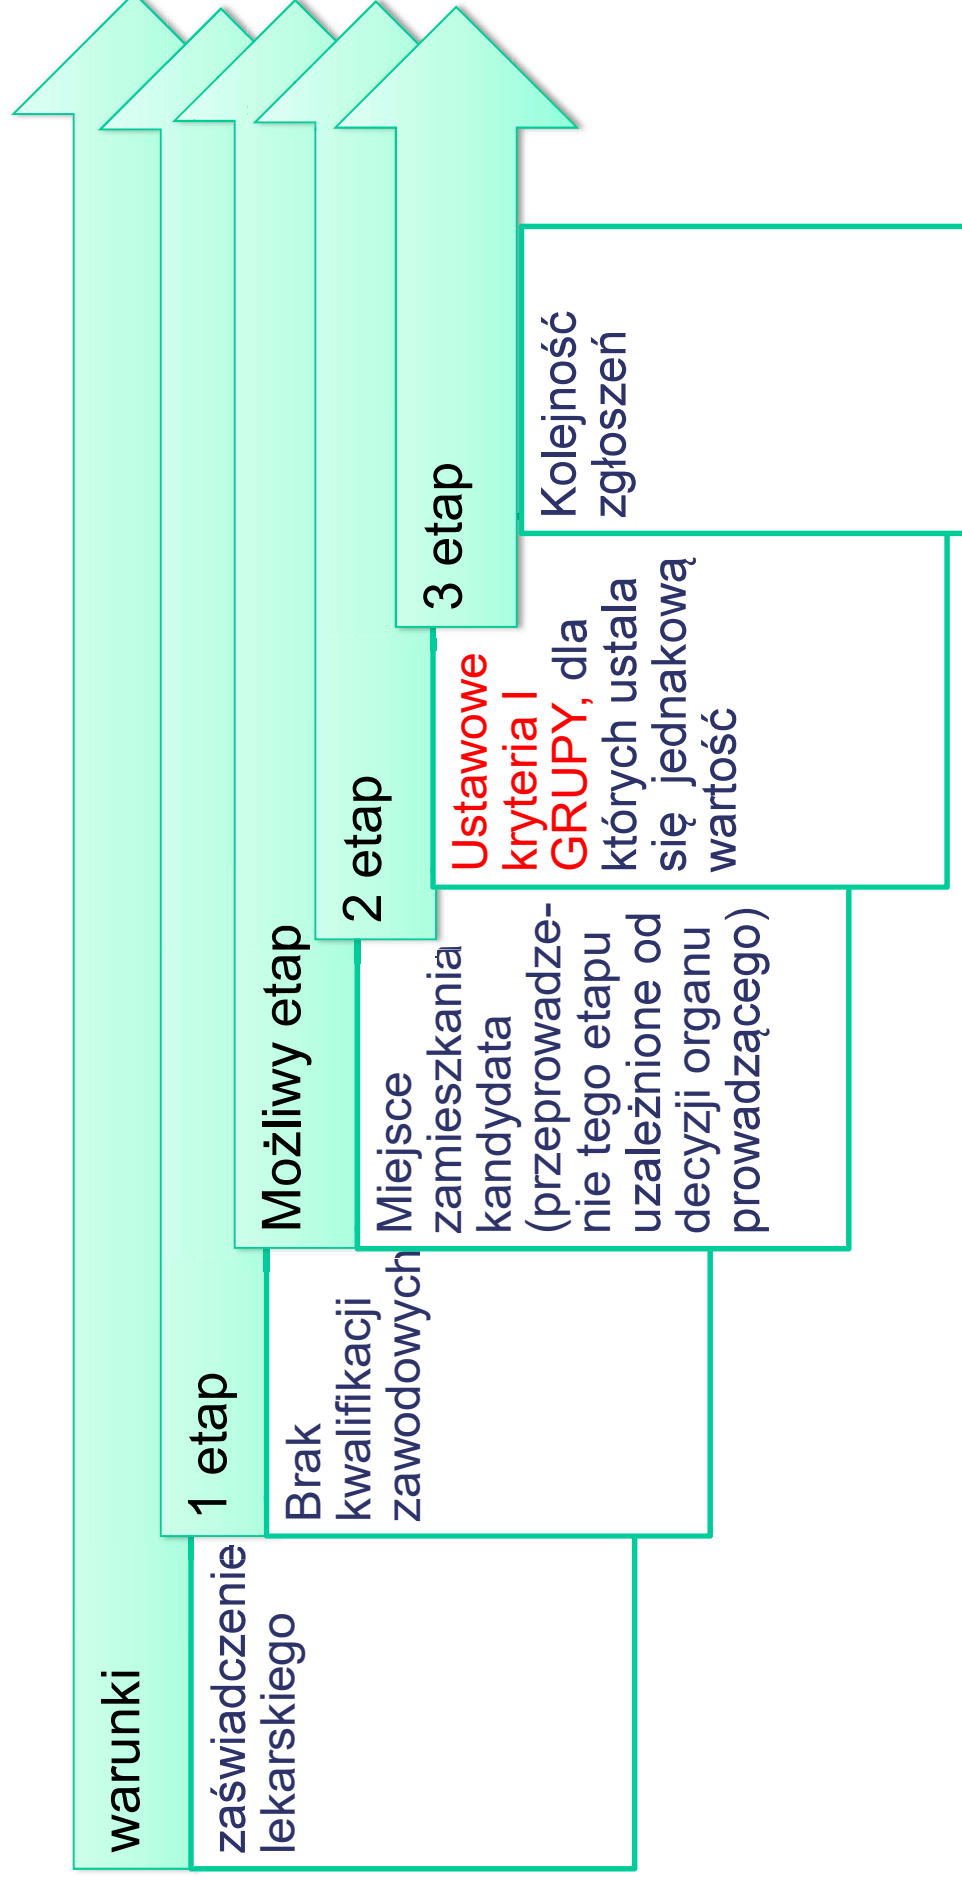 warunki
zaświadczenie
lekarskiego
1 etap
Brak
kwalifikacji
zawodowych
Możliwy etap
Miejsce
zamieszkania
kandydata
(przeprowadze-
nie tego etapu
uzależnione od
decyzji organu
prowadzącego)
2 etap
Ustawowe
kryteria I
GRUPY, dla
których ustala
się jednakową
wartość
3 etap
Kolejność
zgłoszeń